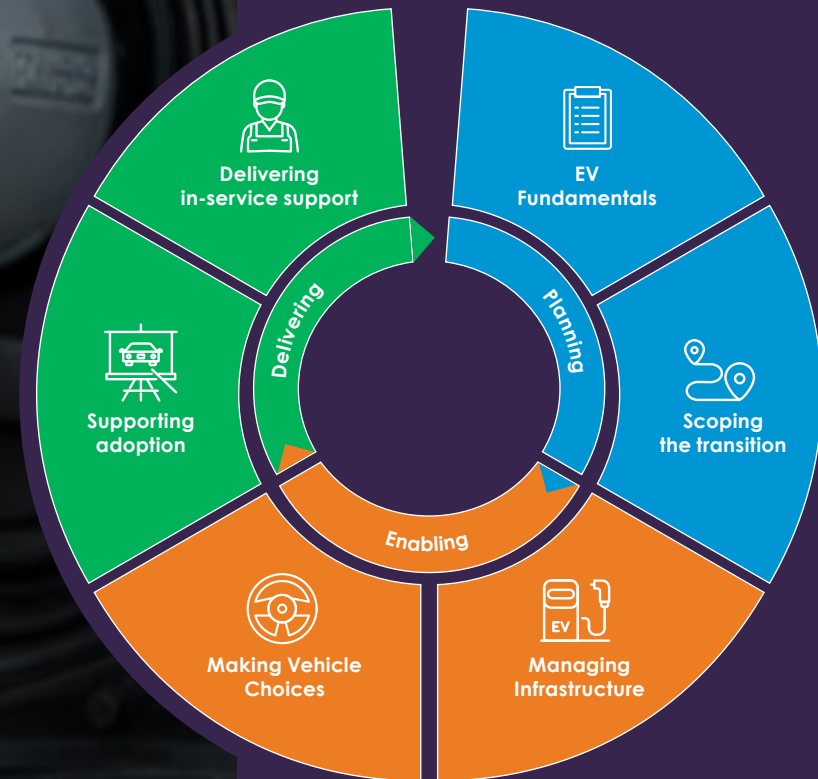 EV
Fundamentals
Scoping
the transition
Managing
Infrastructure
EV
Making Vehicle
Choices
Supporting
adoption
Delivering
in-service support
Planning
Enabling
Delivering